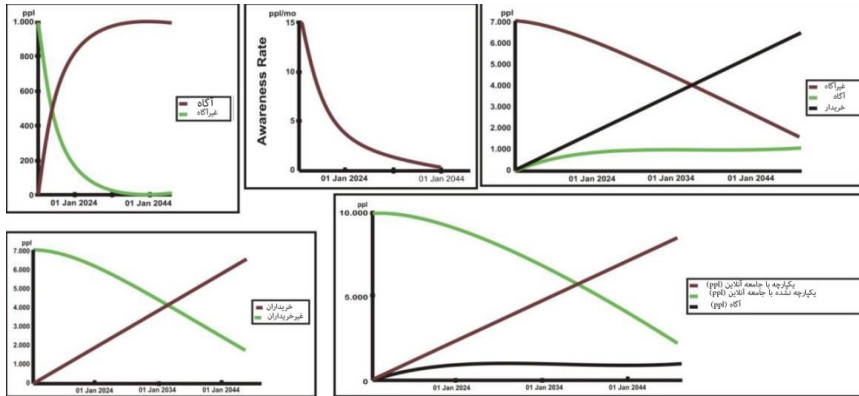 ppl
1.000
800
600
400
200
0
01 Jan 2024
01 Jan 2044
آگاه
غیرآگاه
ppl/mo
Awareness Rate
15
10
5
0
01 Jan 2024
01 Jan 2044
ppl
7.000
6.000
5.000
4.000
3.000
2.000
1.000
0
01 Jan 2024
01 Jan 2034
01 Jan 2044
غیرآگاه
آگاه
خریدار
ppl
7.000
6.000
5.000
4.000
3.000
2.000
1.000
0
01 Jan 2024
01 Jan 2034
01 Jan 2044
خریداران
غیرخریداران
ppl
10.000
5.000
0
01 Jan 2024
01 Jan 2034
01 Jan 2044
یکپارچه با جامعه آنلاین (ppl)
یکپارچه نشده با جامعه آنلاین (ppl)
آگاه (ppl)